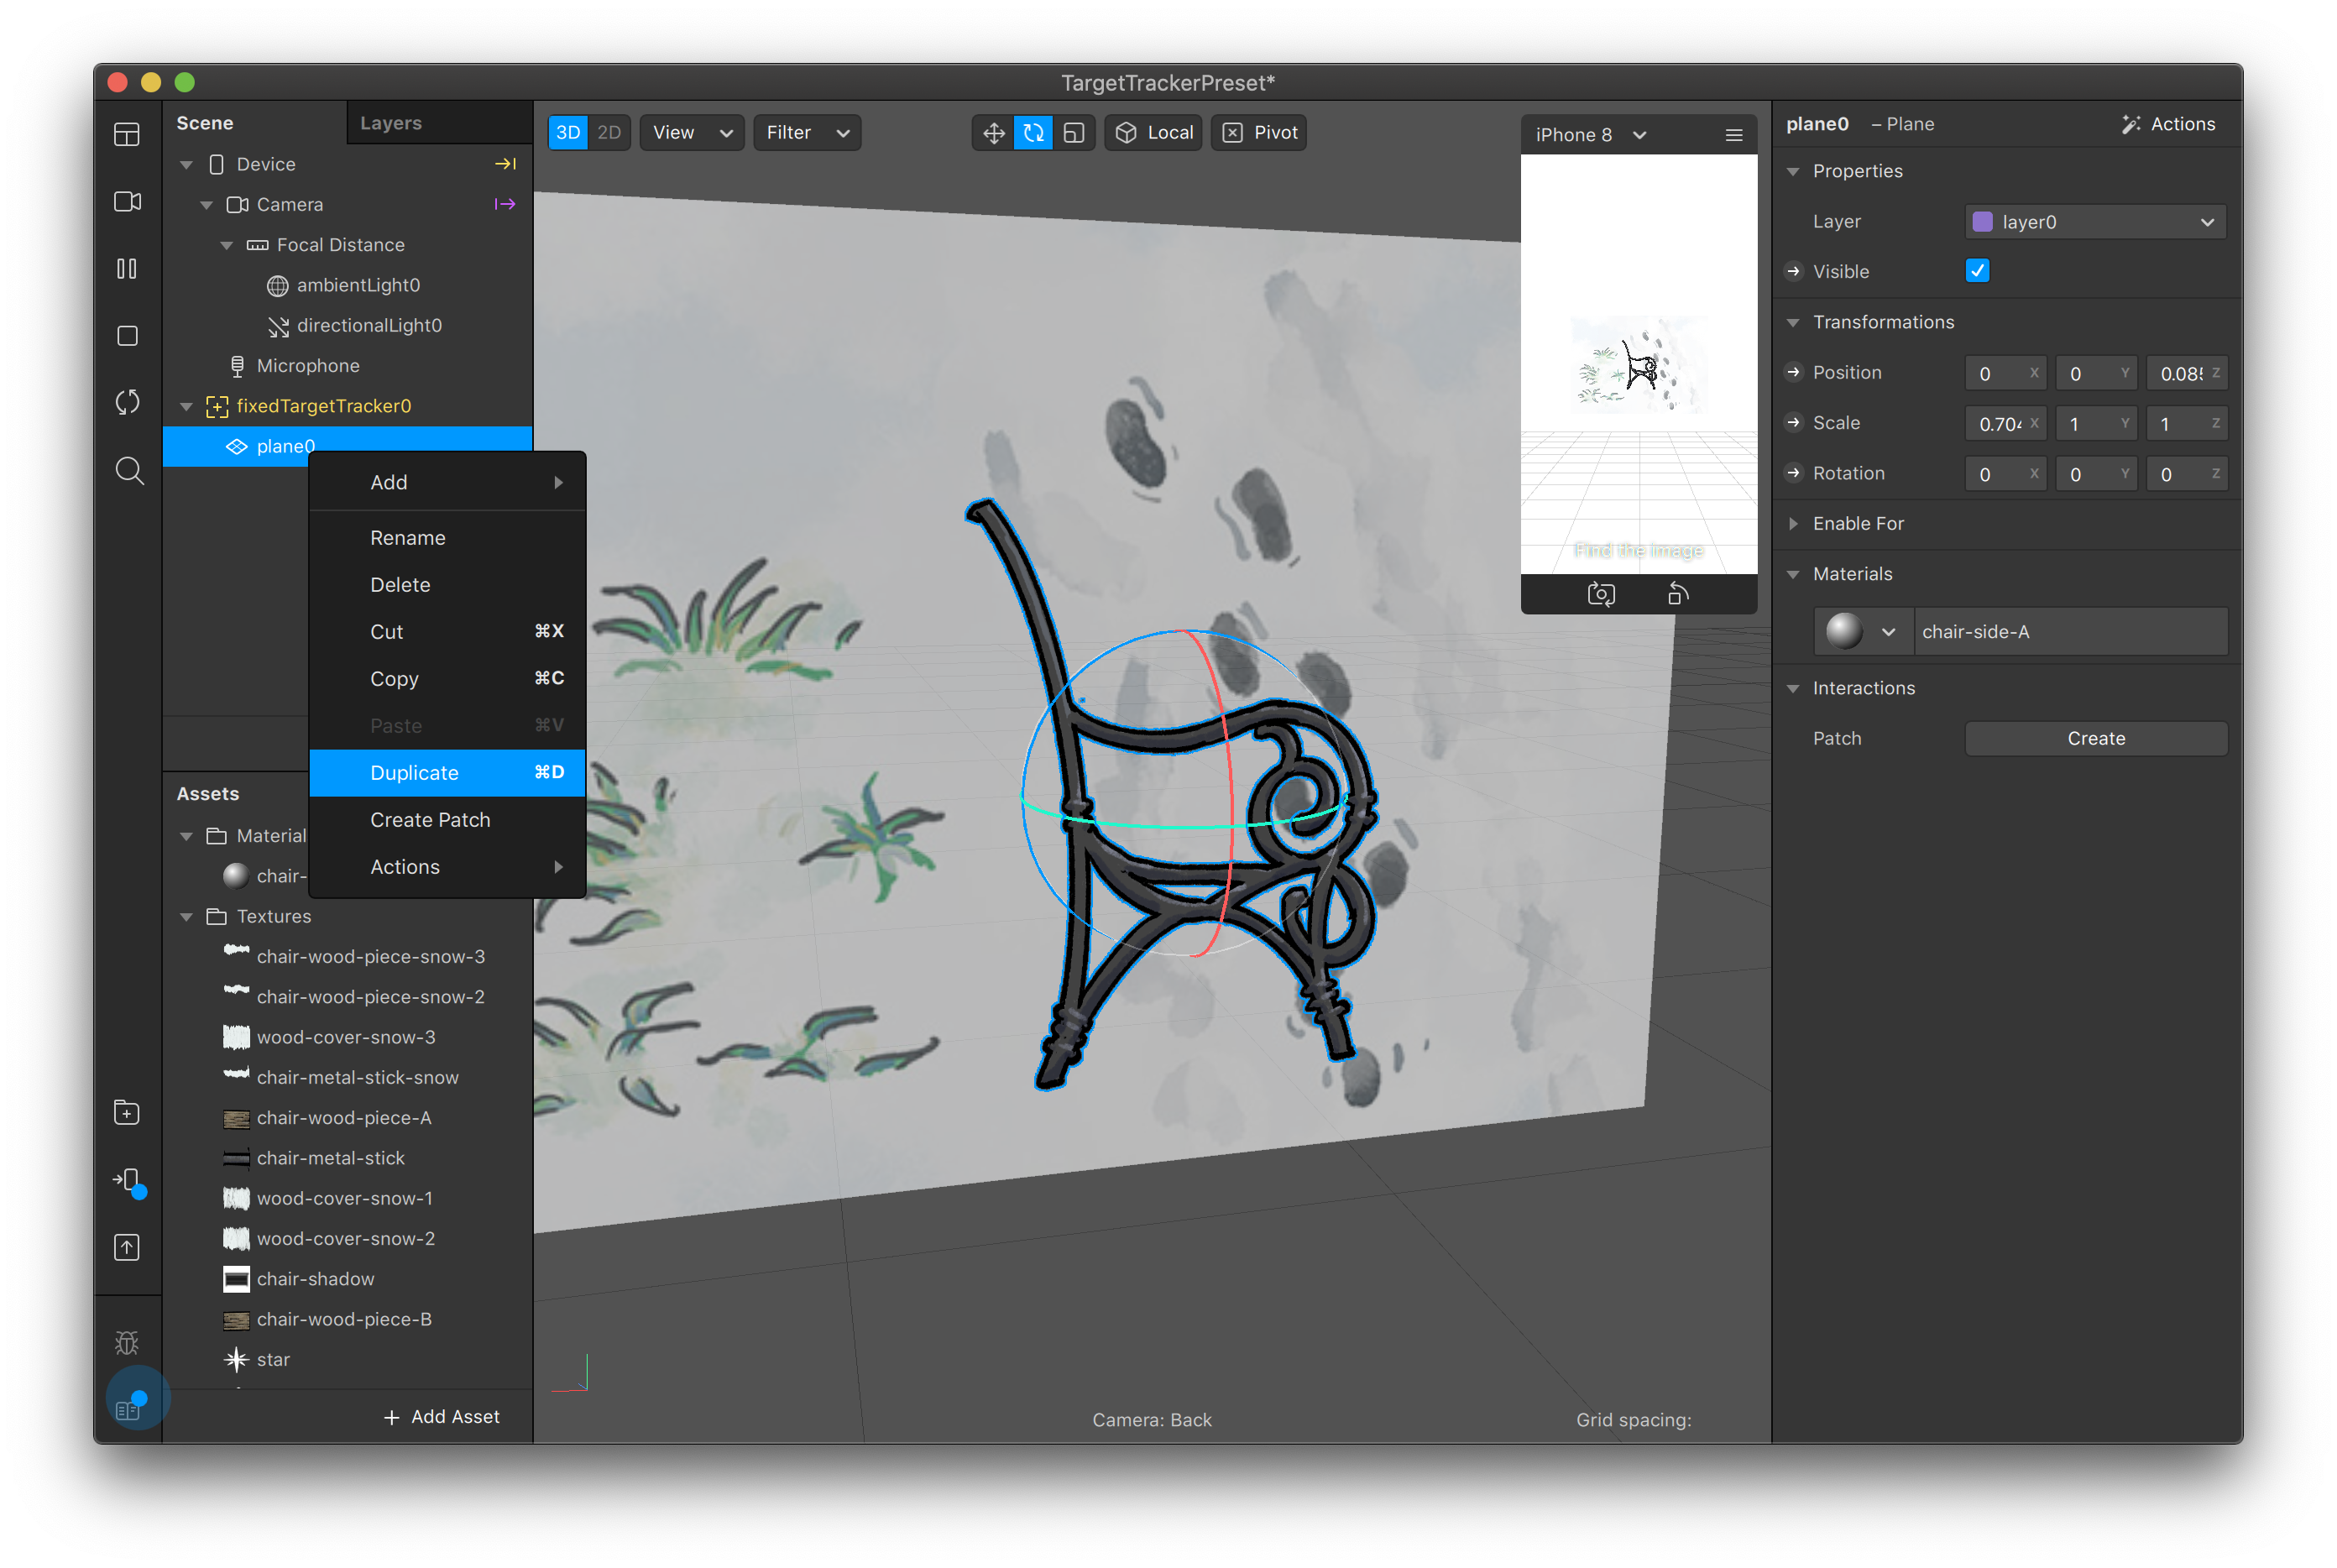 TargetTrackerPreset*
Scene
Layers
Device
Camera
Focal Distance
ambientLight0
directionalLight0
Microphone
fixedTargetTracker0
plane0
Add
Rename
Delete
Cut ⌘X
Copy ⌘C
Paste ⌘V
Duplicate ⌘D
Create Patch
Actions
Assets
Material
chair-
Textures
chair-wood-piece-snow-3
chair-wood-piece-snow-2
wood-cover-snow-3
chair-metal-stick-snow
chair-wood-piece-A
chair-metal-stick
wood-cover-snow-1
wood-cover-snow-2
chair-shadow
chair-wood-piece-B
star
+ Add Asset
3D 2D View Filter Local Pivot
iPhone 8
Find the image
Camera: Back
Grid spacing:
plane0 – Plane Actions
Properties
Layer layer0
Visible
Transformations
Position 0 X 0 Y 0.085 Z
Scale 0.704 X 1 Y 1 Z
Rotation 0 X 0 Y 0 Z
Enable For
Materials
chair-side-A
Interactions
Patch Create